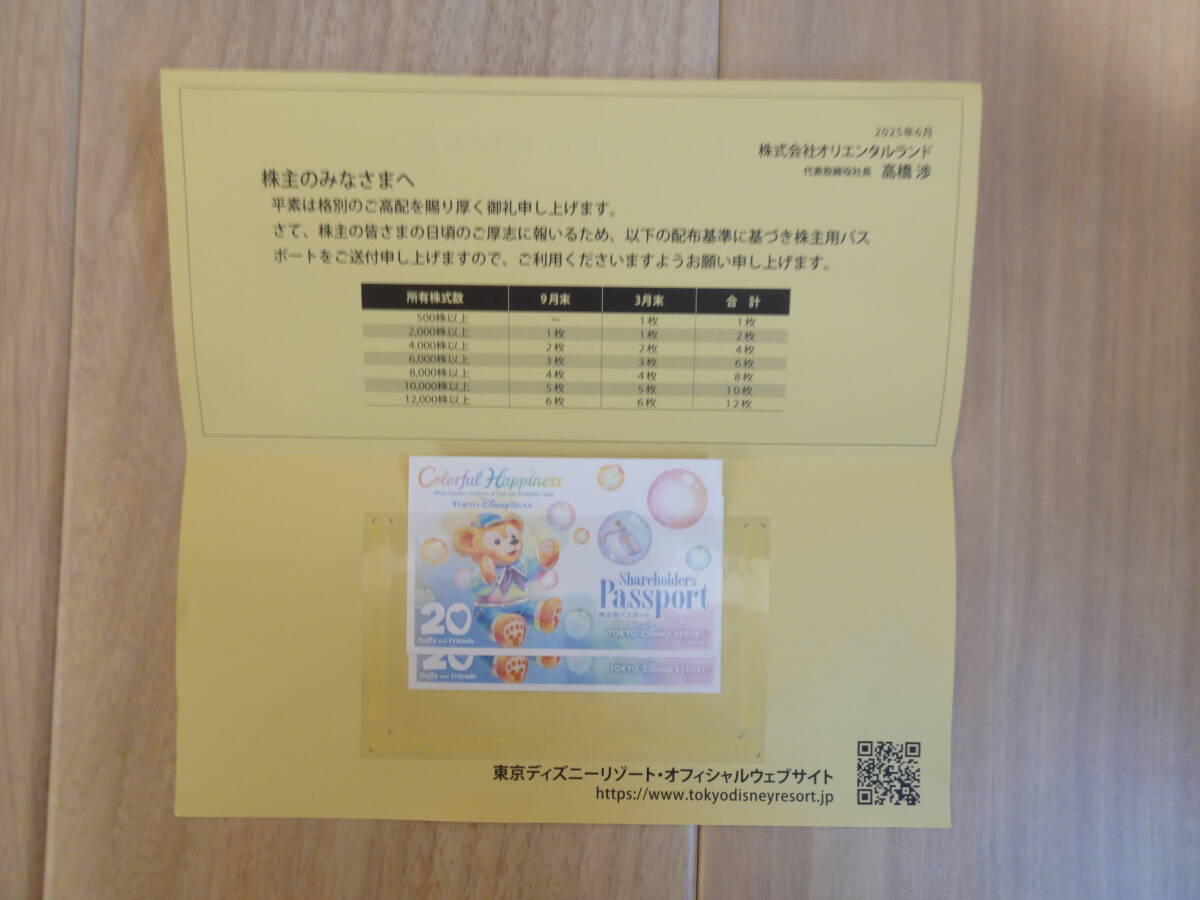 2025年6月
株式会社オリエンタルランド
代表取締役社長 高橋 渉
株主のみなさまへ
平素は格別のご高配を賜り厚く御礼申し上げます。
さて、株主の皆さまの日頃のご厚志に報いるため、以下の配布基準に基づき株主用パス
ポートをご送付申し上げますので、ご利用くださいますようお願い申し上げます。
所有株式数 9月末 3月末 合 計
500株以上 － 1枚 1枚
2,000株以上 1枚 1枚 2枚
4,000株以上 2枚 2枚 4枚
6,000株以上 3枚 3枚 6枚
8,000株以上 4枚 4枚 8枚
10,000株以上 5枚 5枚 10枚
12,000株以上 6枚 6枚 12枚
Colorful Happiness
TOKYO DisneySEA
Shareholders'
Passport
株主用パスポート
20
Duffy and Friends
TOKYO Disney RESORT
20
Duffy and Friends
TOKYO Disney RESORT
東京ディズニーリゾート・オフィシャルウェブサイト
https://www.tokyodisneyresort.jp